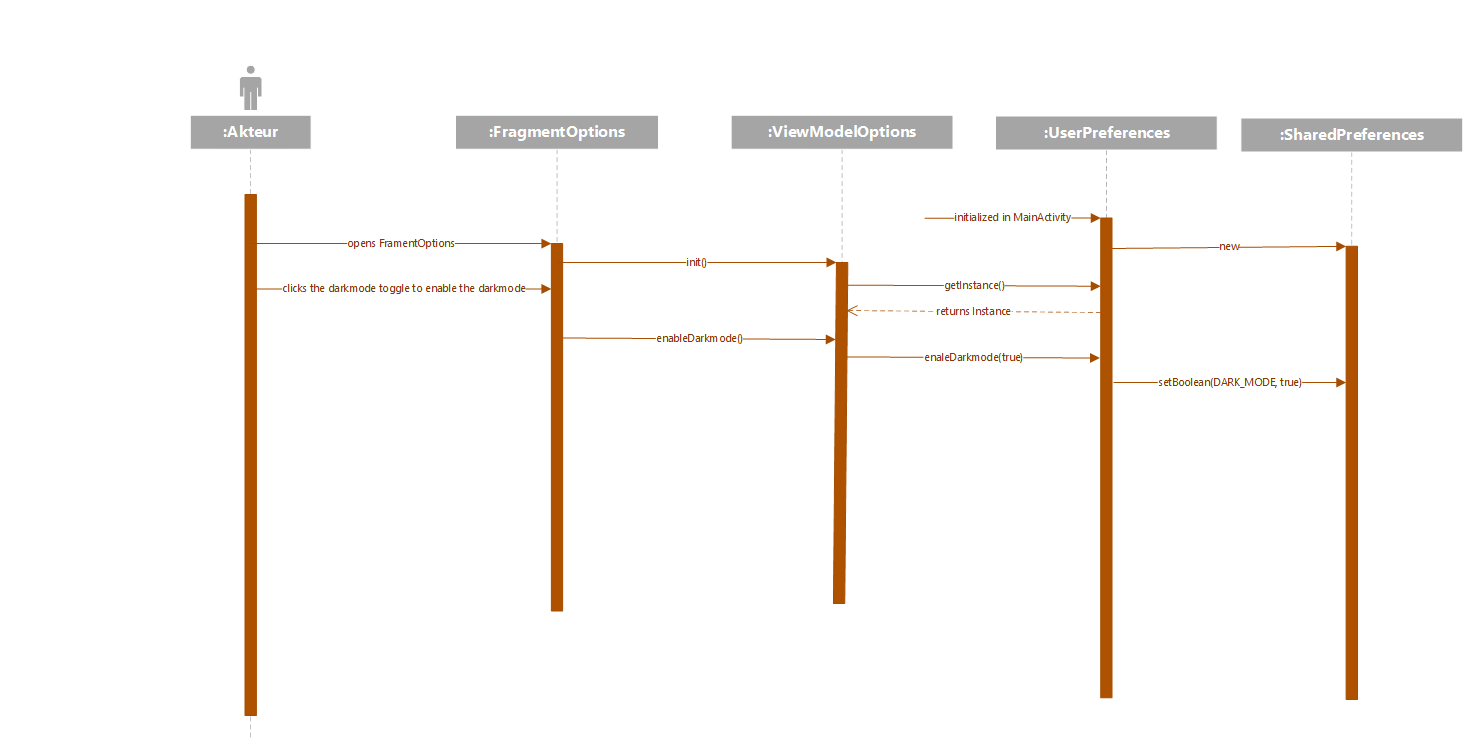 :Akteur
:FragmentOptions
:ViewModelOptions
:UserPreferences
:SharedPreferences
initialized in MainActivity
opens FramentOptions
new
init()
getInstance()
clicks the darkmode toggle to enable the darkmode
returns Instance
enableDarkmode()
enaleDarkmode(true)
setBoolean(DARK_MODE, true)